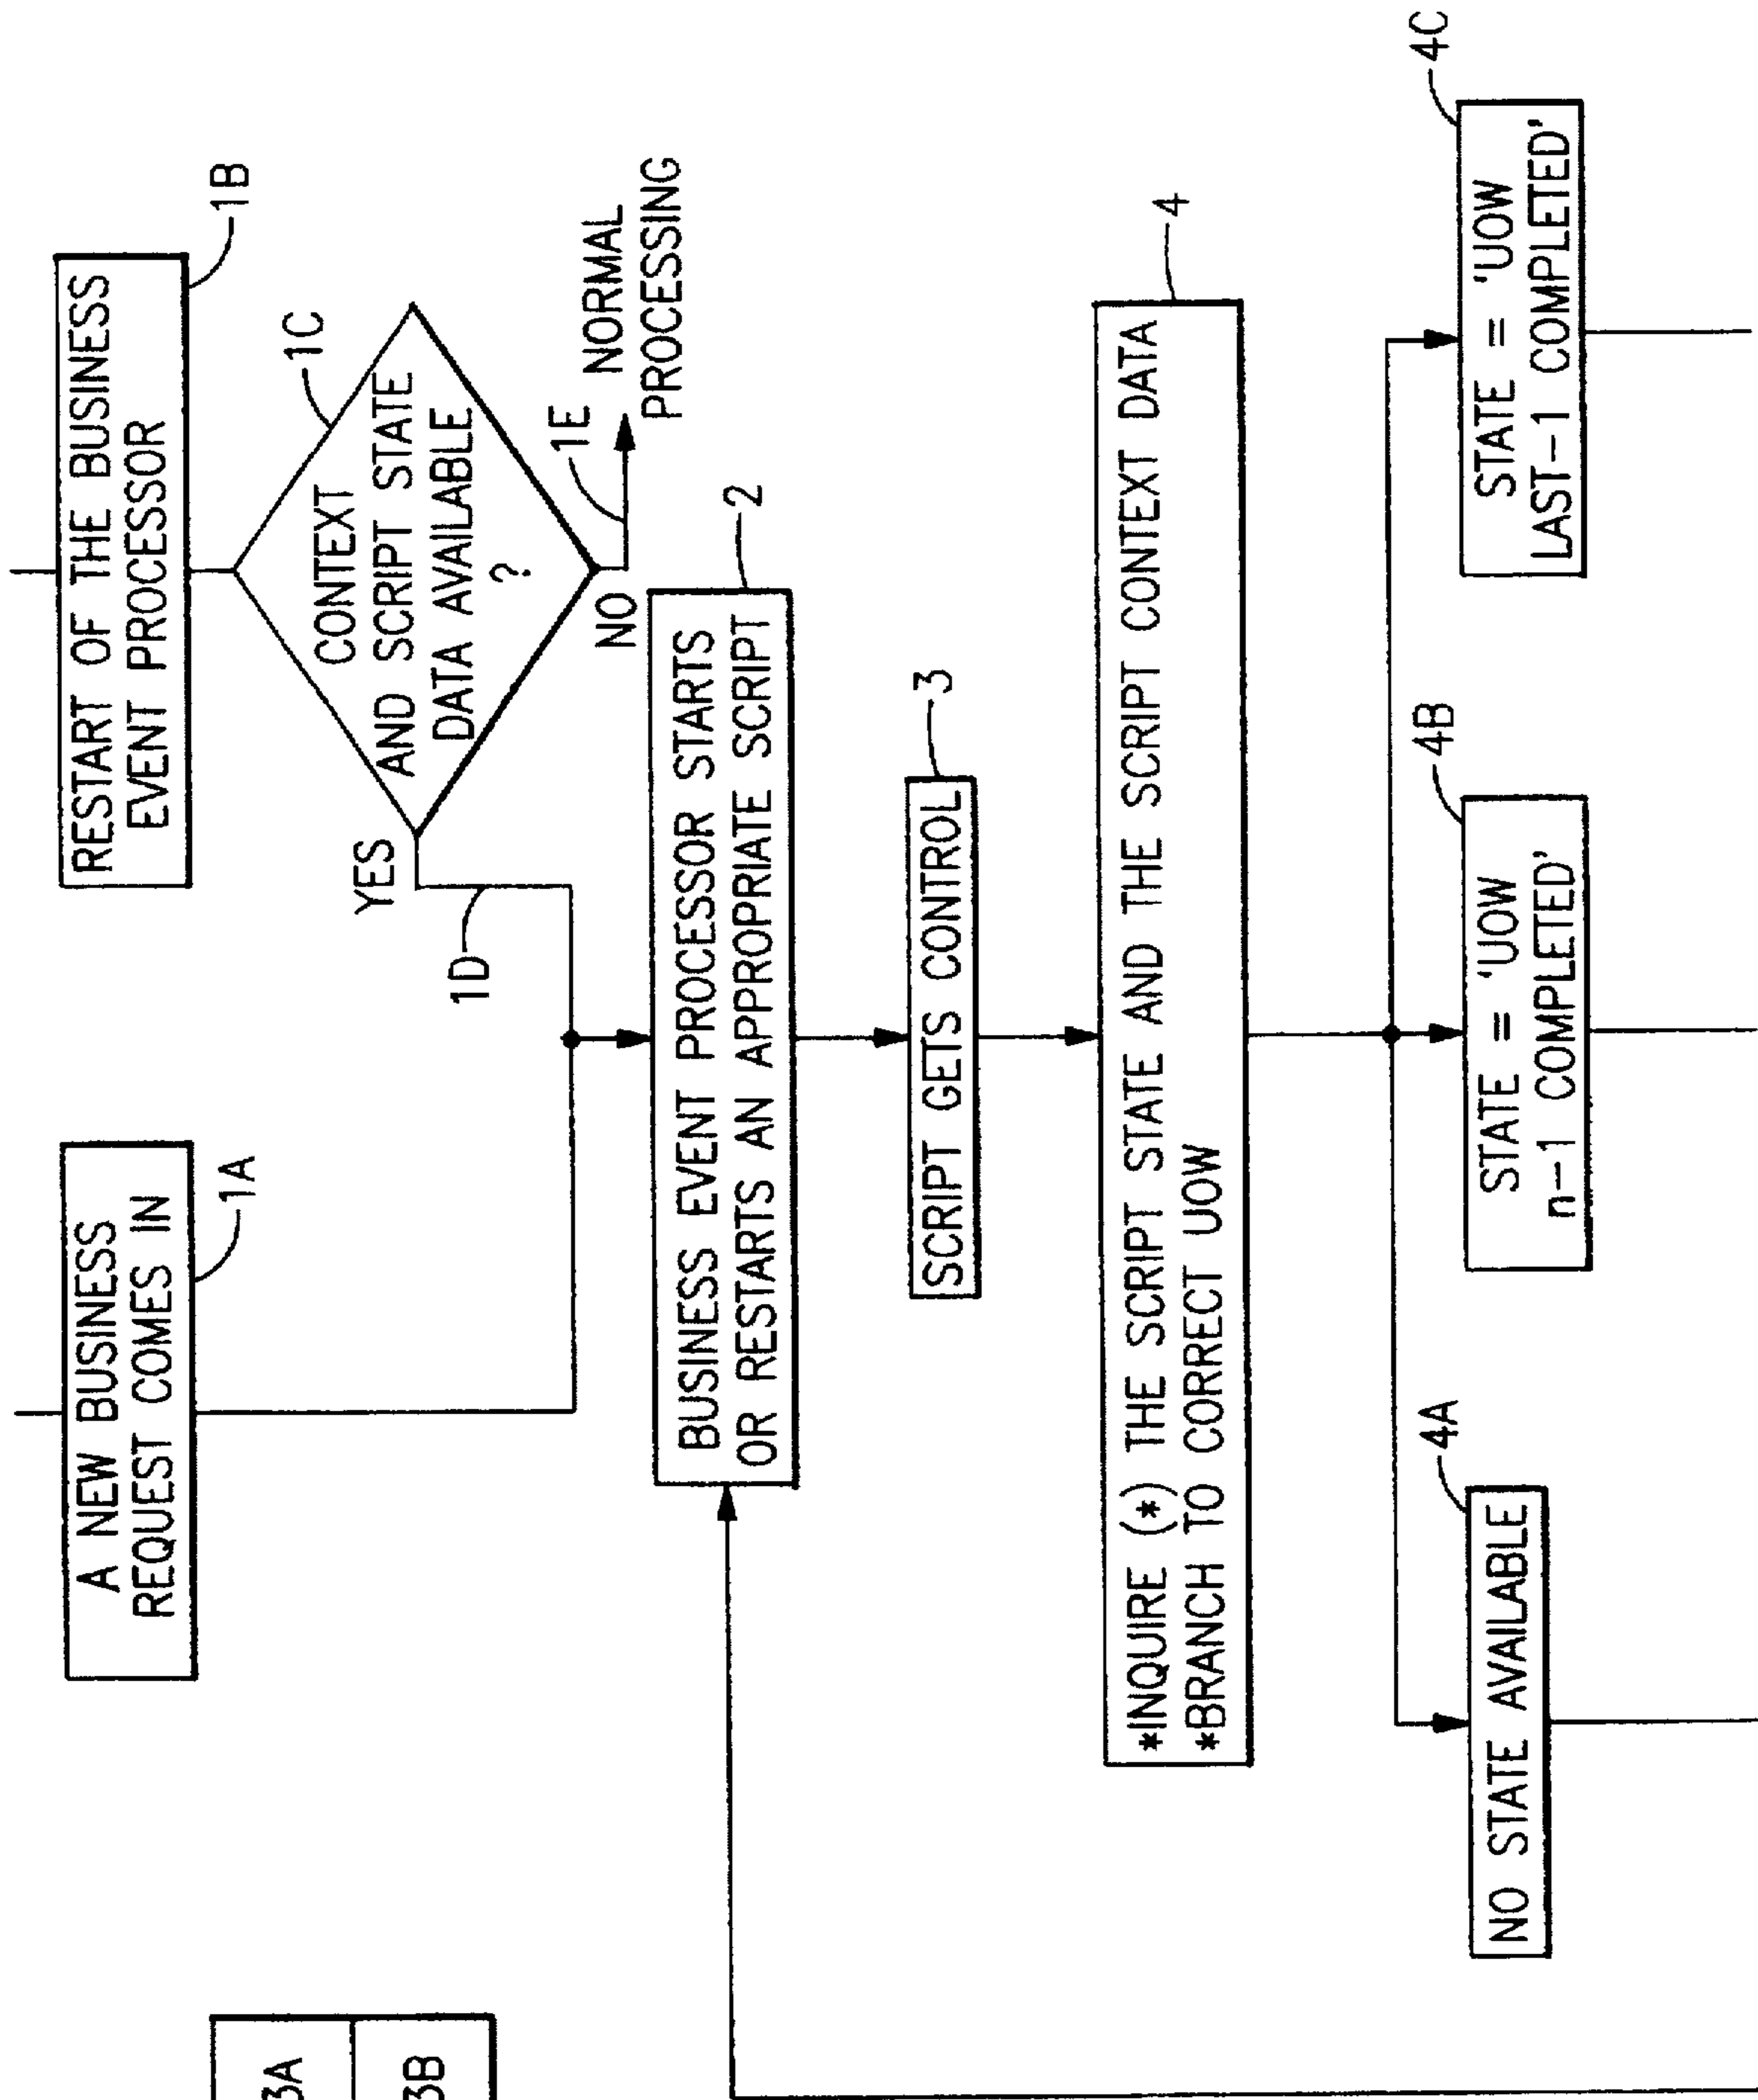 A NEW BUSINESS
REQUEST COMES IN
1A
RESTART OF THE BUSINESS
EVENT PROCESSOR
1B
CONTEXT
AND SCRIPT STATE
DATA AVAILABLE
?
1C
YES
1D
NO
1E
NORMAL
PROCESSING
BUSINESS EVENT PROCESSOR STARTS
OR RESTARTS AN APPROPRIATE SCRIPT
2
SCRIPT GETS CONTROL
3
*INQUIRE (*) THE SCRIPT STATE AND THE SCRIPT CONTEXT DATA
*BRANCH TO CORRECT UOW
4
NO STATE AVAILABLE
4A
STATE = 'UOW
n-1 COMPLETED'
4B
STATE = 'UOW
LAST-1 COMPLETED'
4C
3A
3B